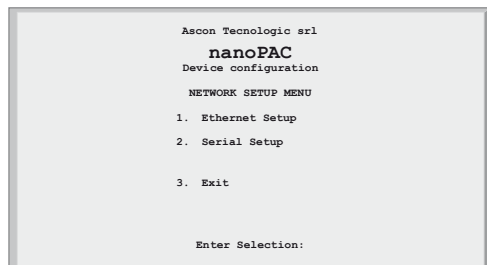 Ascon Tecnologic srl
nanoPAC
Device configuration
NETWORK SETUP MENU
1. Ethernet Setup
2. Serial Setup
3. Exit
Enter Selection: